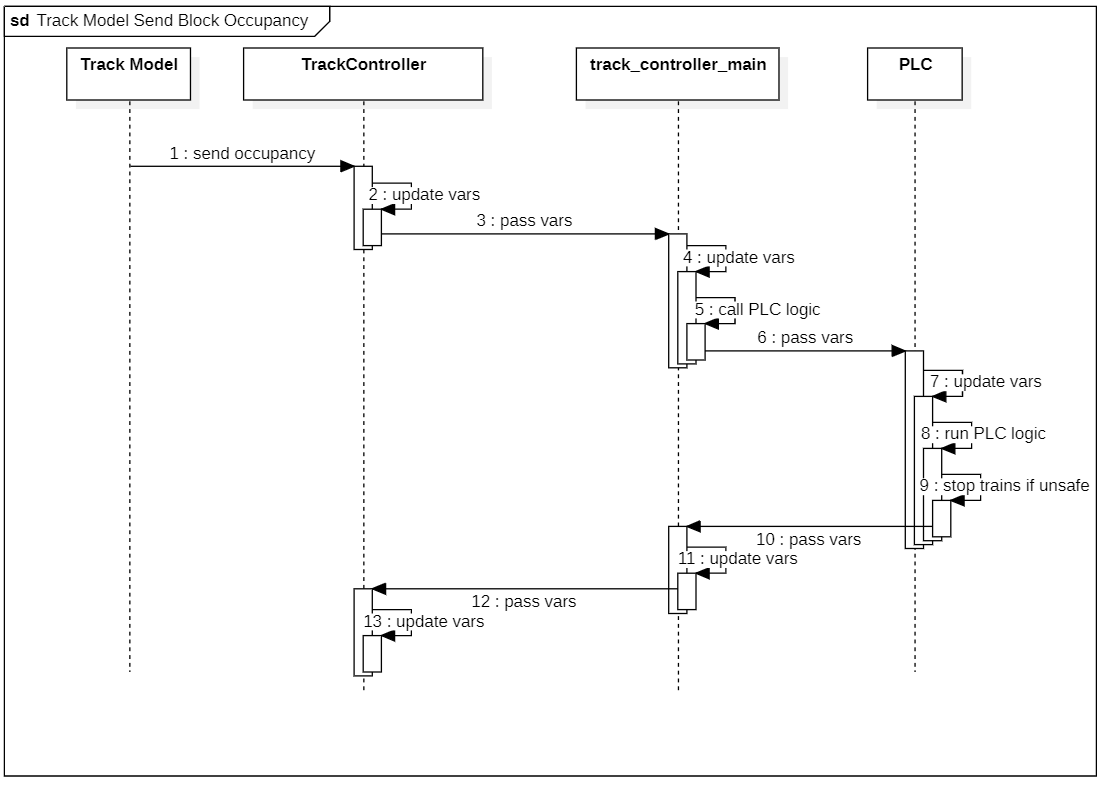 sd Track Model Send Block Occupancy
Track Model
TrackController
track_controller_main
PLC
1 : send occupancy
2 : update vars
3 : pass vars
4 : update vars
5 : call PLC logic
6 : pass vars
7 : update vars
8 : run PLC logic
9 : stop trains if unsafe
10 : pass vars
11 : update vars
12 : pass vars
13 : update vars